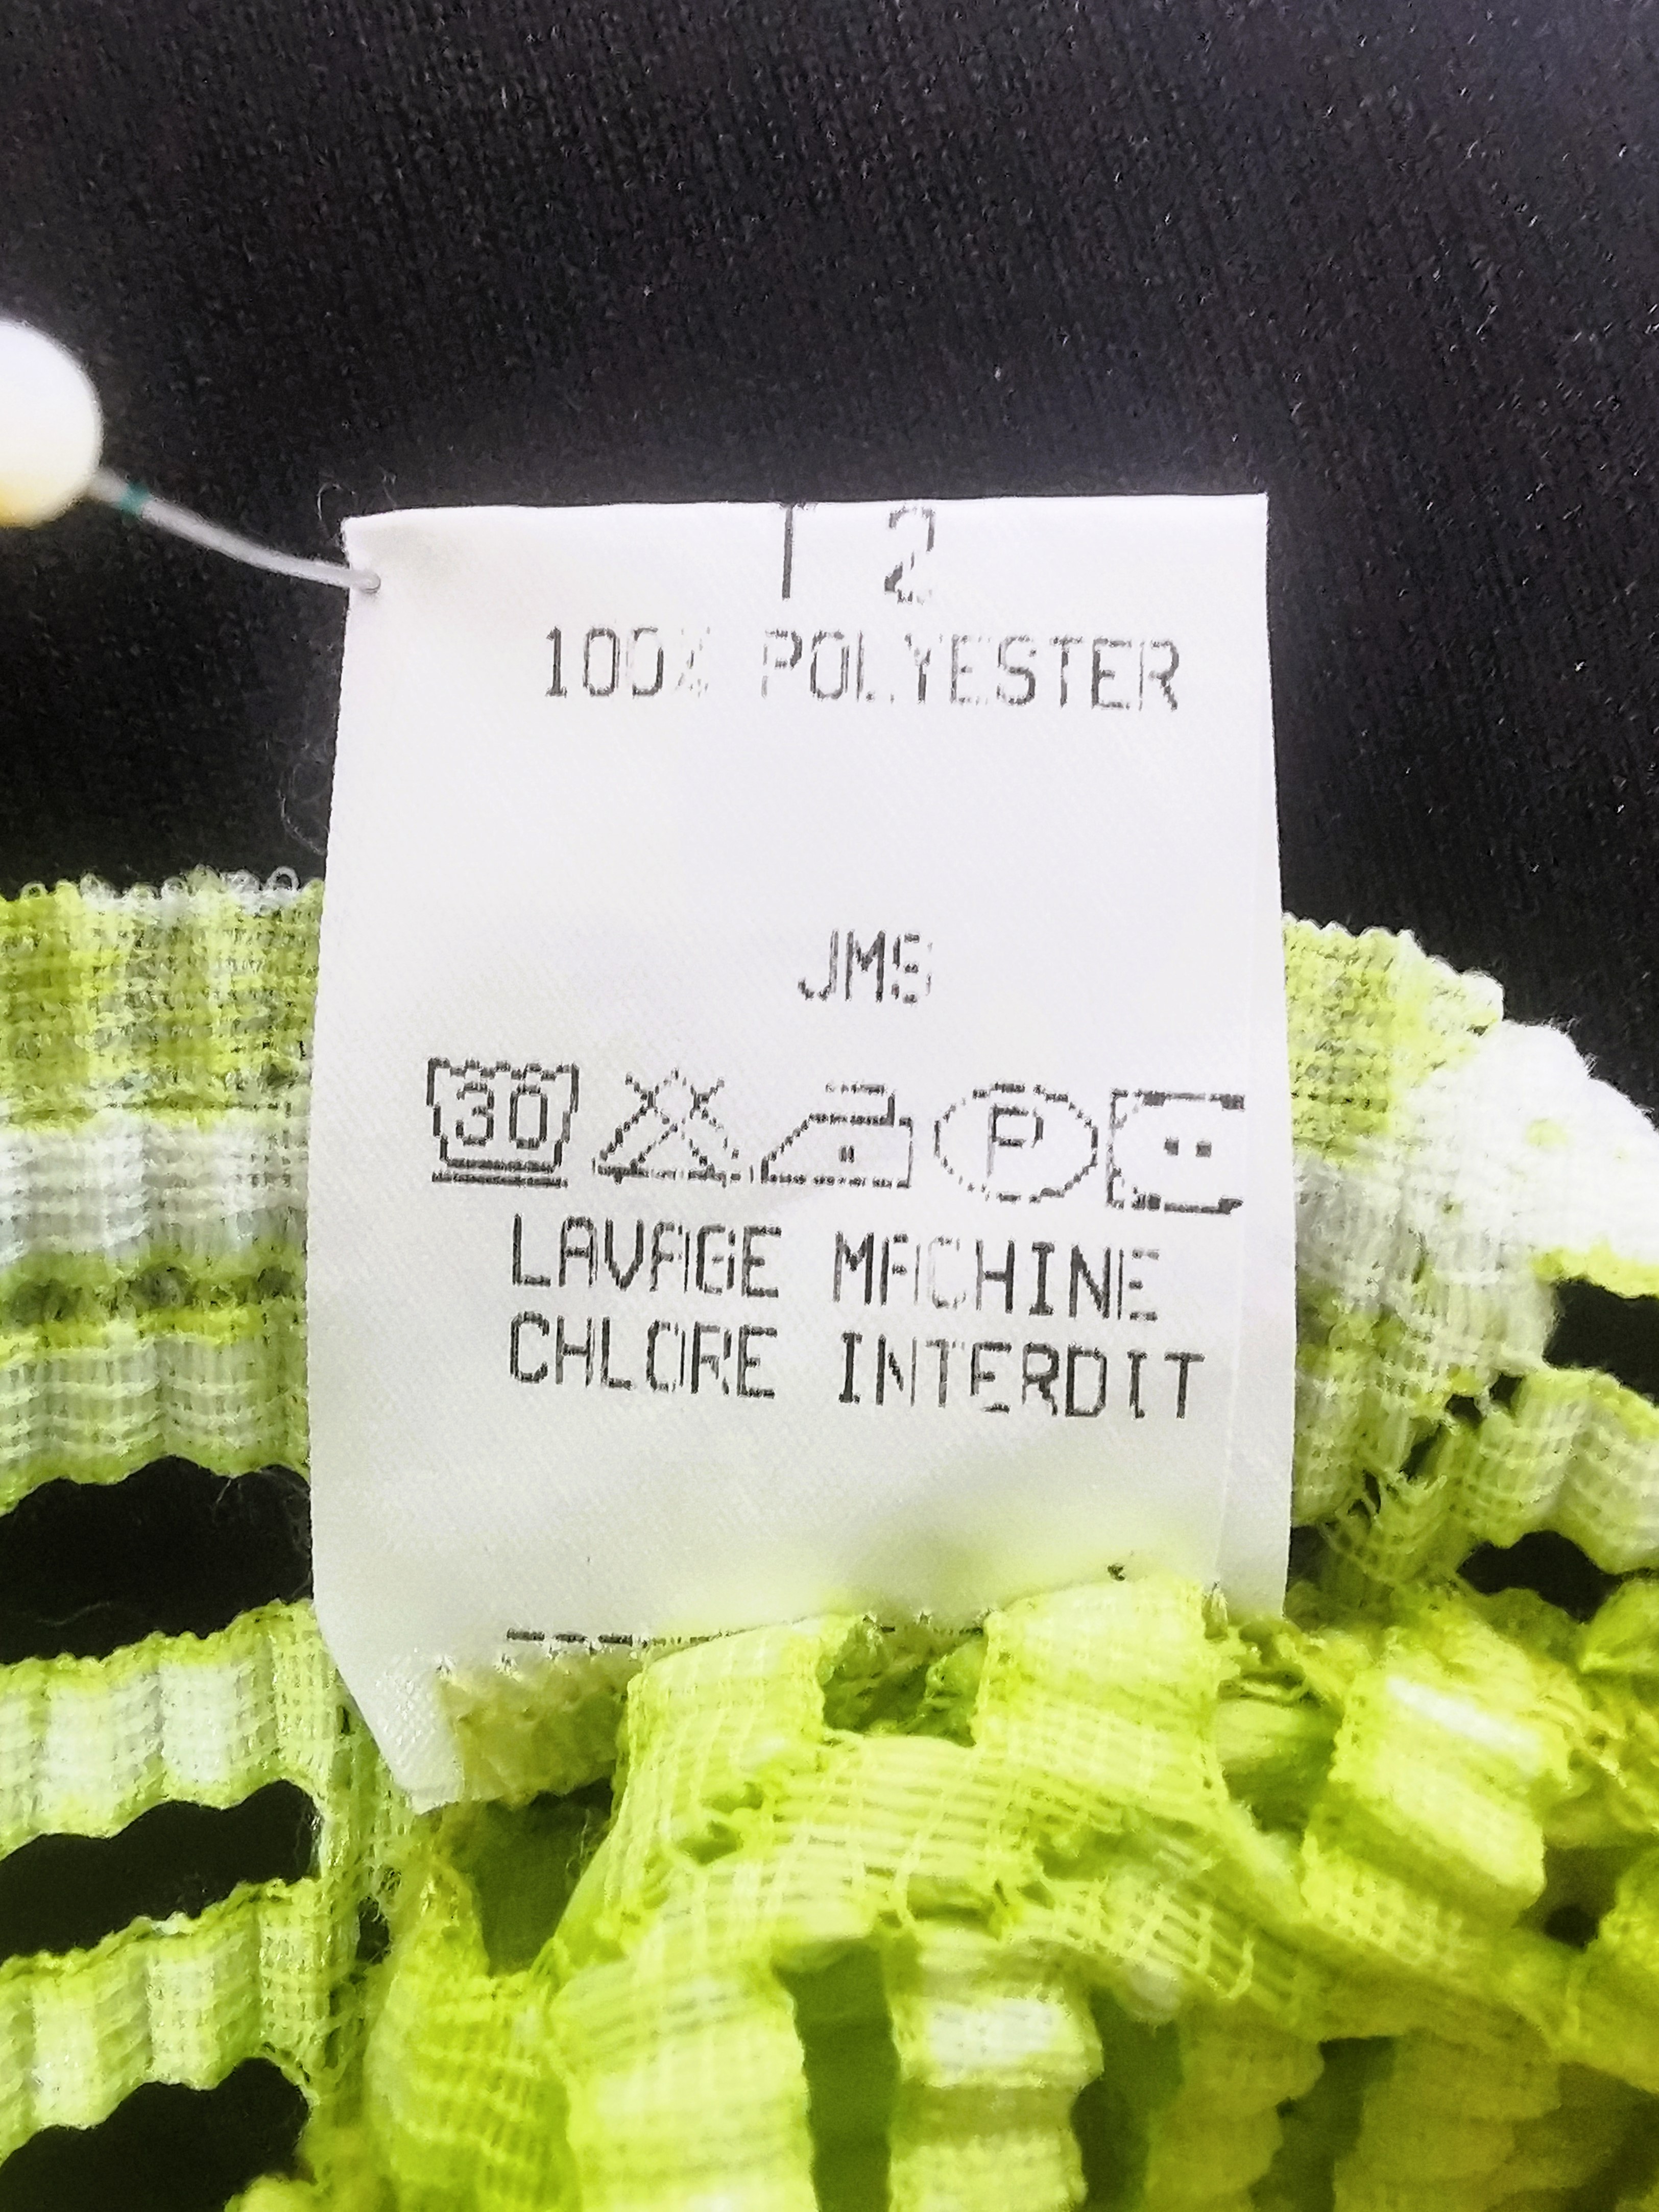 T 2
100% POLYESTER
JMS
30 P
LAVAGE MACHINE
CHLORE INTERDIT